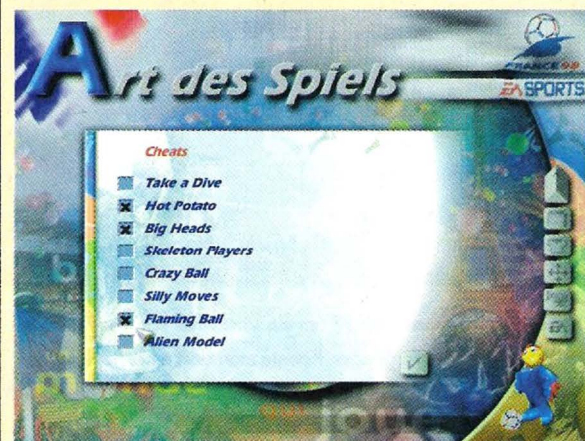 Art des Spiels
FRANCE 98
EA SPORTS
Cheats
Take a Dive
Hot Potato
Big Heads
Skeleton Players
Crazy Ball
Silly Moves
Flaming Ball
Alien Model